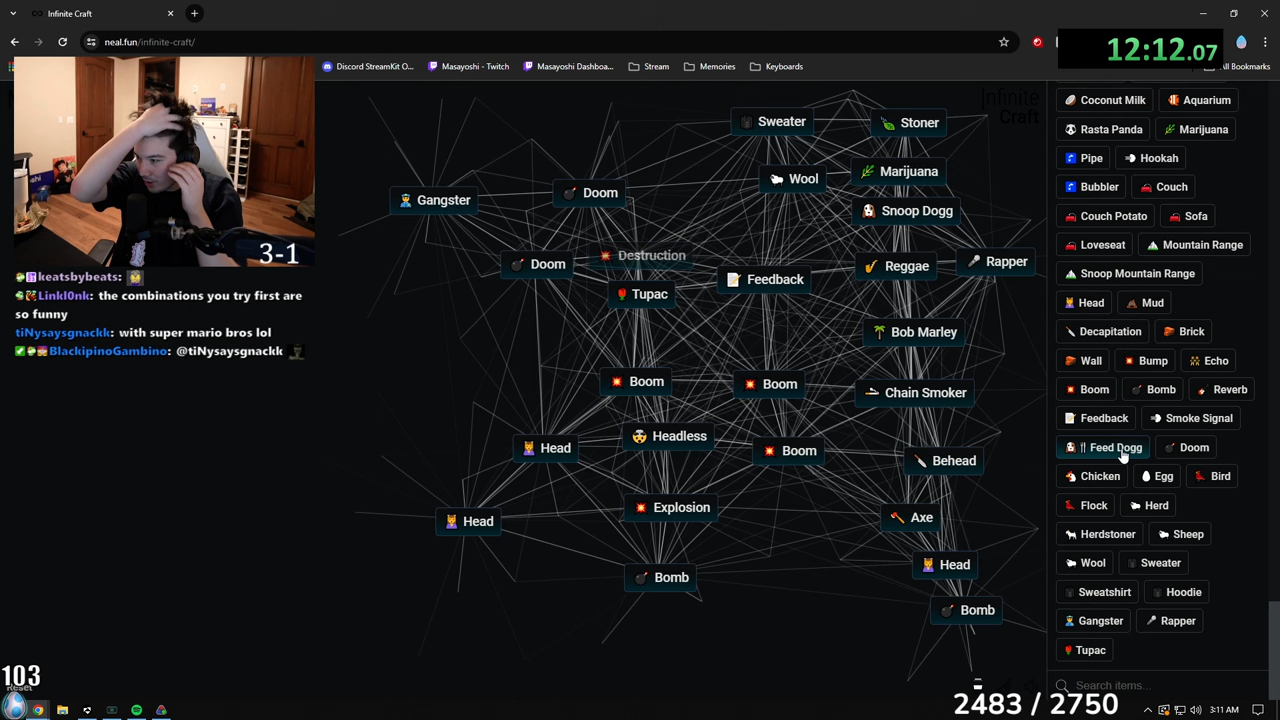 Infinite Craft
neal.fun/infinite-craft/
12:12.07
Discord StreamKit O...
Masayoshi - Twitch
Masayoshi Dashboa...
Stream
Memories
Keyboards
All Bookmarks
Infinite
Craft
3-1
keatsbybeats:
Linkl0nk: the combinations you try first are
so funny
tiNysaysgnackk: with super mario bros lol
BlackipinoGambino: @tiNysaysgnackk
Sweater
Stoner
Wool
Marijuana
Gangster
Doom
Snoop Dogg
Destruction
Doom
Feedback
Reggae
Rapper
Tupac
Bob Marley
Boom
Boom
Chain Smoker
Head
Headless
Boom
Behead
Head
Explosion
Axe
Head
Bomb
Bomb
Coconut Milk
Aquarium
Rasta Panda
Marijuana
Pipe
Hookah
Bubbler
Couch
Couch Potato
Sofa
Loveseat
Mountain Range
Snoop Mountain Range
Head
Mud
Decapitation
Brick
Wall
Bump
Echo
Boom
Bomb
Reverb
Feedback
Smoke Signal
Feed Dogg
Doom
Chicken
Egg
Bird
Flock
Herd
Herdstoner
Sheep
Wool
Sweater
Sweatshirt
Hoodie
Gangster
Rapper
Tupac
Search items...
103
Reset
2483 / 2750
3:11 AM